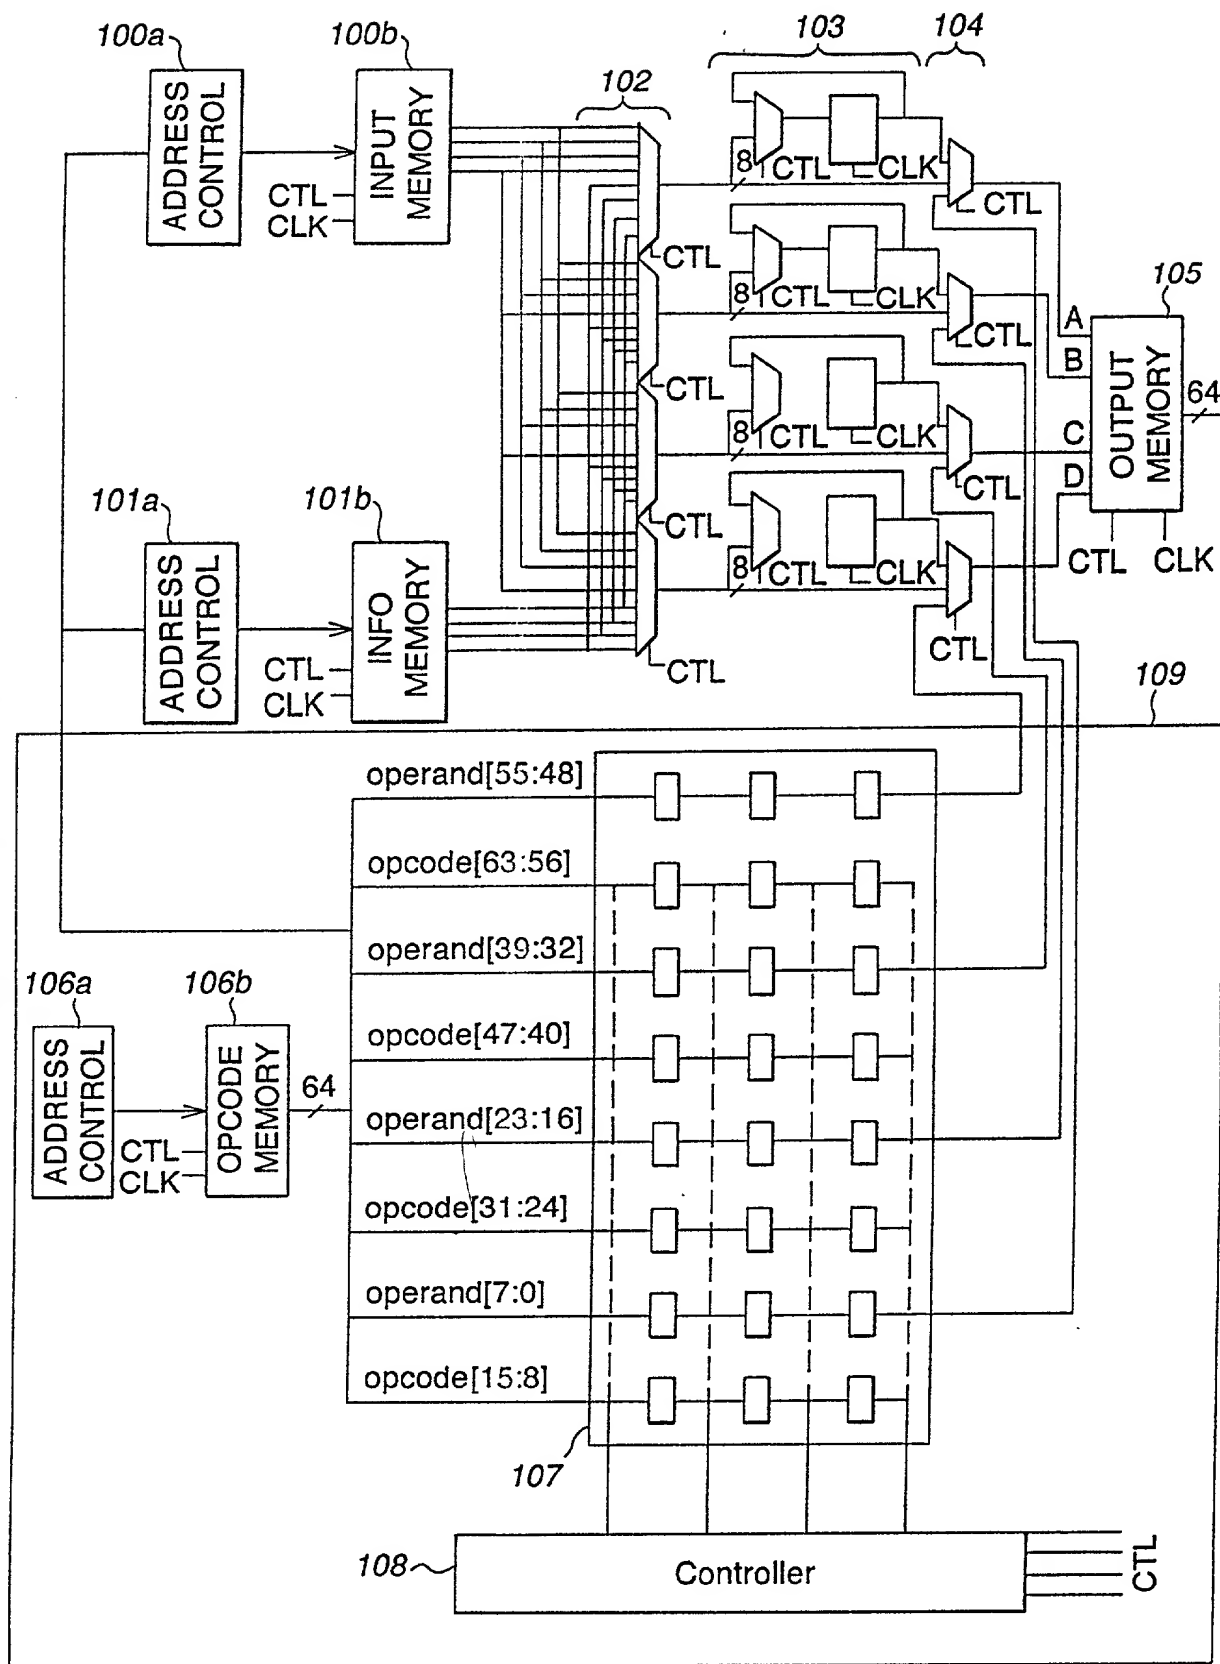 100a
100b
102
103
104
ADDRESS
CONTROL
INPUT
MEMORY
CTL
CLK
8
CTL
CLK
CTL
CTL
8
CTL
CLK
CTL
CTL
8
CTL
CLK
CTL
CTL
8
CTL
CLK
CTL
CTL
105
A
B
C
D
OUTPUT
MEMORY
64
CTL
CLK
101a
101b
ADDRESS
CONTROL
INFO
MEMORY
CTL
CLK
109
operand[55:48]
opcode[63:56]
operand[39:32]
opcode[47:40]
operand[23:16]
opcode[31:24]
operand[7:0]
opcode[15:8]
106a
106b
ADDRESS
CONTROL
OPCODE
MEMORY
CTL
CLK
64
107
108
Controller
CTL